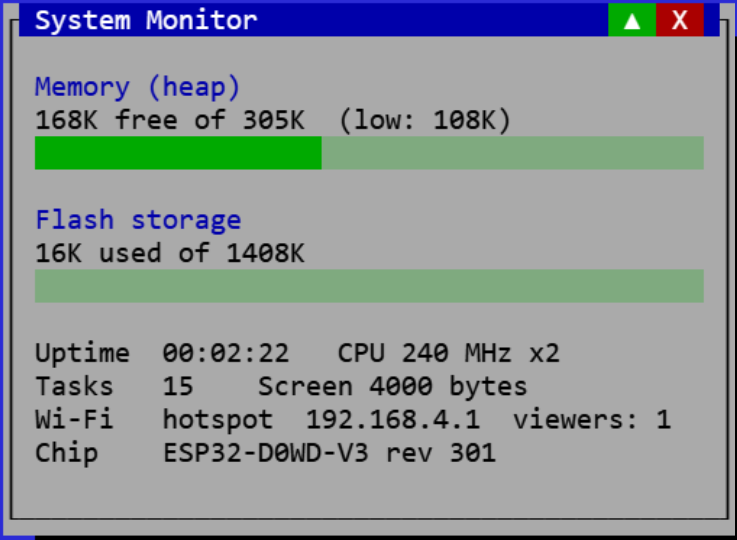 System Monitor ▲ X
Memory (heap)
168K free of 305K (low: 108K)
Flash storage
16K used of 1408K
Uptime 00:02:22 CPU 240 MHz x2
Tasks 15 Screen 4000 bytes
Wi-Fi hotspot 192.168.4.1 viewers: 1
Chip ESP32-D0WD-V3 rev 301